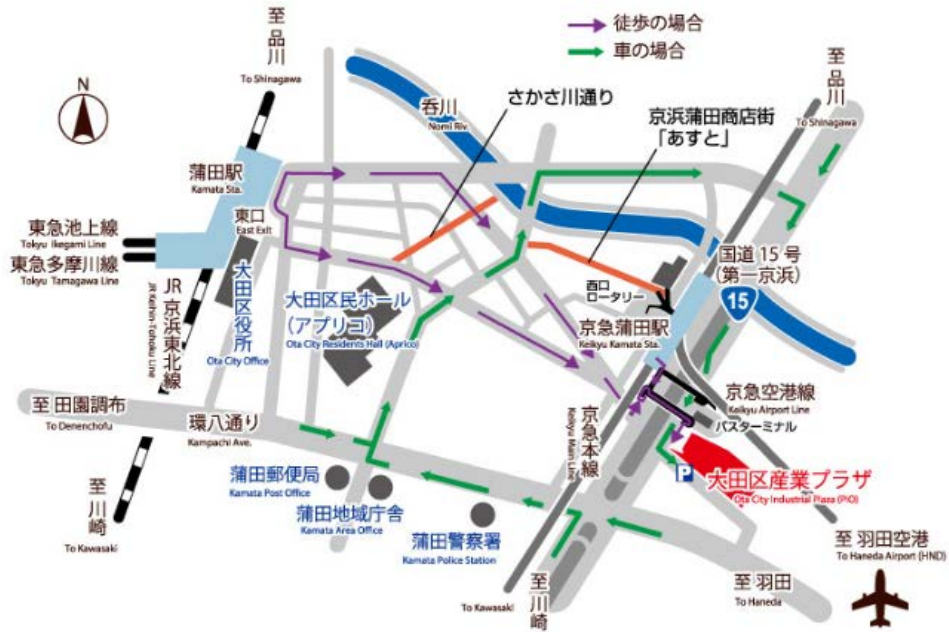 徒歩の場合
車の場合
至 品川
To Shinagawa
至 品川
To Shinagawa
N
さかさ川通り
呑川
Nomi Riv.
京浜蒲田商店街
「あすと」
蒲田駅
Kamata Sta.
東口
East Exit
東急池上線
Tokyu Ikegami Line
東急多摩川線
Tokyu Tamagawa Line
JR 京浜東北線
JR Keihin-Tohoku Line
大田区役所
Ota City Office
大田区民ホール
（アプリコ）
Ota City Residents Hall (Aprico)
西口
ロータリー
国道 15 号
（第一京浜）
15
京急蒲田駅
Keikyu Kamata Sta.
京急空港線
Keikyu Airport Line
バスターミナル
京急本線
Keikyu Main Line
至 田園調布
To Denenchofu
環八通り
Kampachi Ave.
P
大田区産業プラザ
Ota City Industrial Plaza (PiO)
蒲田郵便局
Kamata Post Office
蒲田地域庁舎
Kamata Area Office
蒲田警察署
Kamata Police Station
至 川崎
To Kawasaki
至 川崎
To Kawasaki
至 羽田
To Haneda
至 羽田空港
To Haneda Airport (HND)